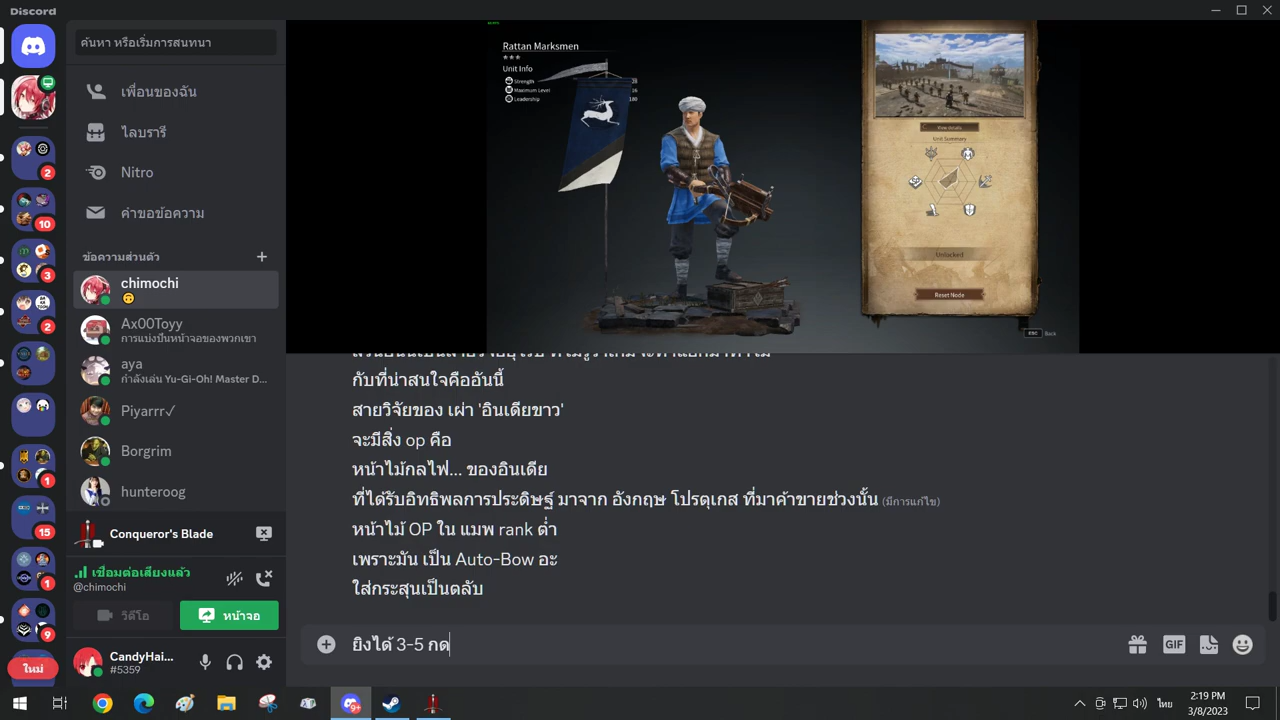 Discord
ค้นหา หรือเริ่มการสนทนา
เพื่อนของฉัน
ไลบรารี
Nitro
คำขอข้อความ
ข้อความส่วนตัว
chimochi
Ax00Toyy
การแบ่งปันหน้าจอของพวกเขา
aya
กำลังเล่น Yu-Gi-Oh! Master D...
Piyarrr✓
Borgrim
hunteroog
Conqueror's Blade
เชื่อมต่อเสียงแล้ว
@chimochi
วิดีโอ
หน้าจอ
CandyHai...
#5359
ใหม่
2
10
3
2
1
15
1
9
Rattan Marksmen
Unit Info
Strength
Maximum Level
16
Leadership
180
View details
Unit Summary
Unlocked
Reset Node
ESC Back
กับที่น่าสนใจคืออันนี้
สายวิจัยของ เผ่า 'อินเดียขาว'
จะมีสิ่ง op คือ
หน้าไม้กลไฟ... ของอินเดีย
ที่ได้รับอิทธิพลการประดิษฐ์ มาจาก อังกฤษ โปรตุเกส ที่มาค้าขายช่วงนั้น (มีการแก้ไข)
หน้าไม้ OP ใน แมพ rank ต่ำ
เพราะมัน เป็น Auto-Bow อะ
ใส่กระสุนเป็นตลับ
ยิงได้ 3-5 กด
GIF
9+
ไทย
2:19 PM
3/8/2023